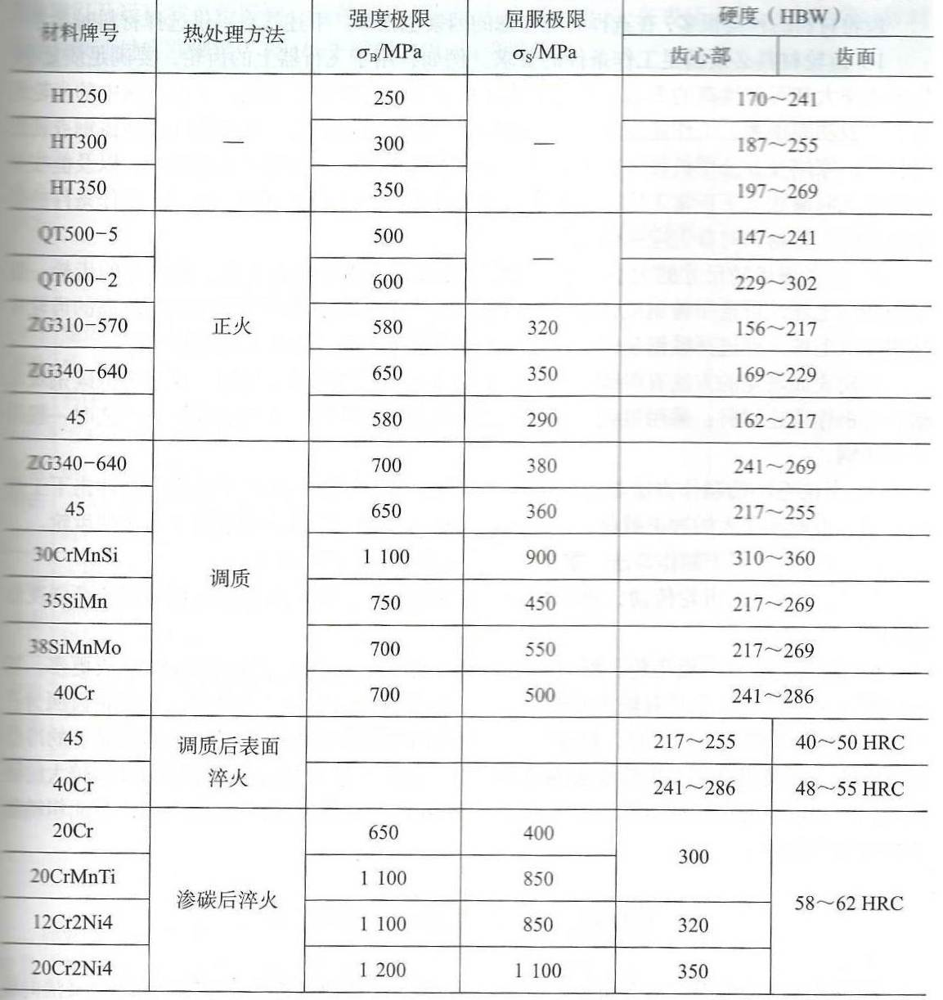 材料牌号 热处理方法 强度极限 σB/MPa 屈服极限 σS/MPa 硬度（HBW）
齿心部 齿面
HT250 — 250 — 170～241
HT300 300 187～255
HT350 350 197～269
QT500-5 正火 500 — 147～241
QT600-2 600 229～302
ZG310-570 580 320 156～217
ZG340-640 650 350 169～229
45 580 290 162～217
ZG340-640 调质 700 380 241～269
45 650 360 217～255
30CrMnSi 1 100 900 310～360
35SiMn 750 450 217～269
38SiMnMo 700 550 217～269
40Cr 700 500 241～286
45 调质后表面淬火 217～255 40～50 HRC
40Cr 241～286 48～55 HRC
20Cr 渗碳后淬火 650 400 300 58～62 HRC
20CrMnTi 1 100 850
12Cr2Ni4 1 100 850 320
20Cr2Ni4 1 200 1 100 350